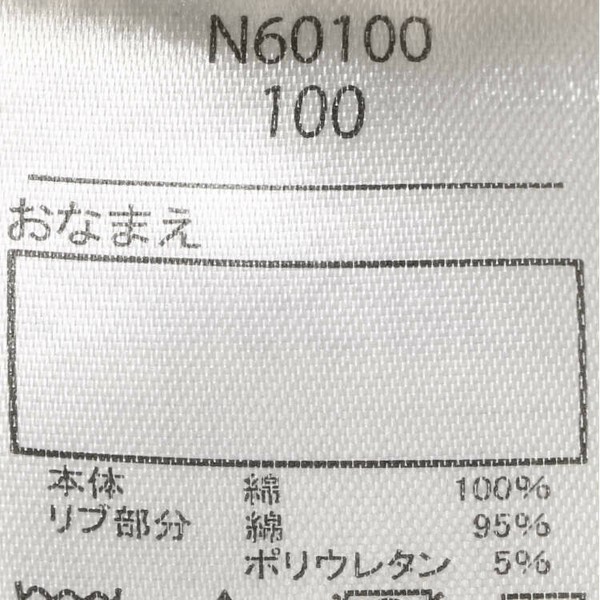 N60100
100
おなまえ
本体 綿 100%
リブ部分 綿 95%
ポリウレタン 5%